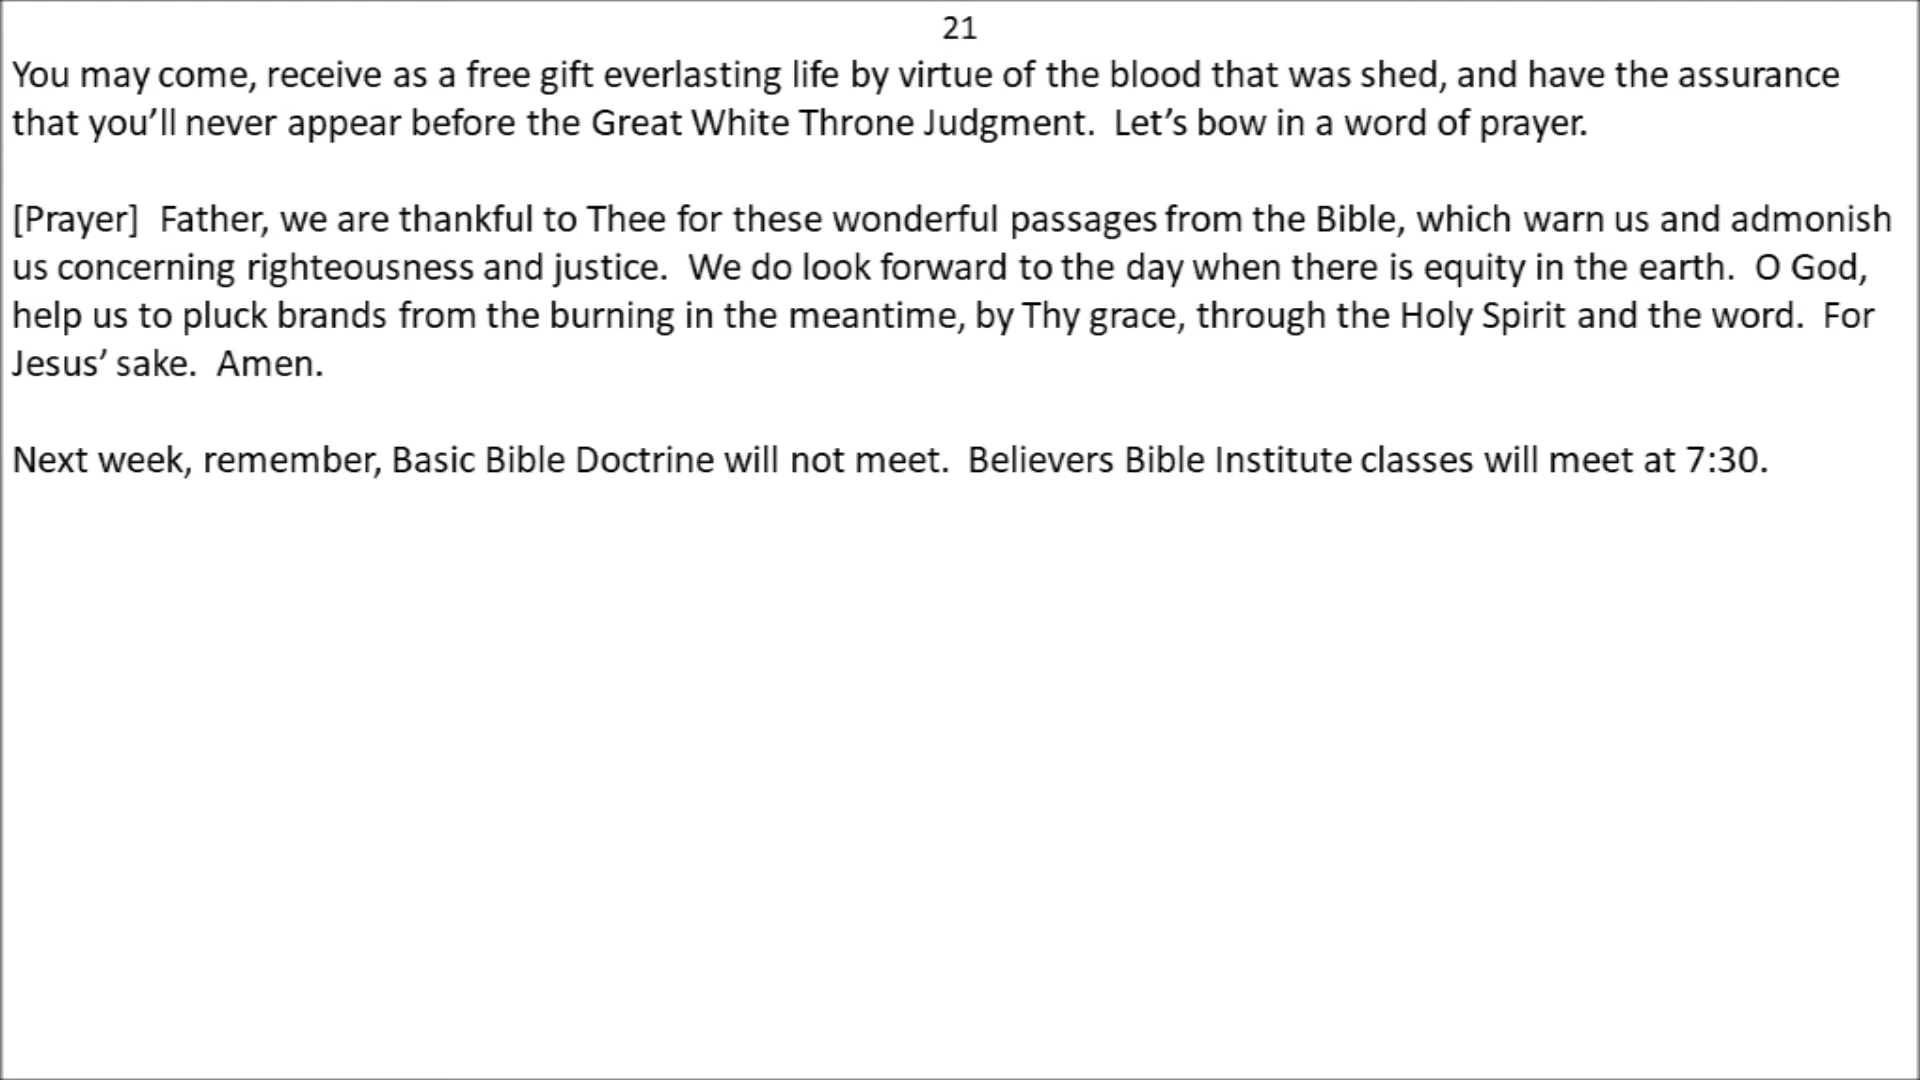 21
You may come, receive as a free gift everlasting life by virtue of the blood that was shed, and have the assurance
that you’ll never appear before the Great White Throne Judgment.  Let’s bow in a word of prayer.
[Prayer]  Father, we are thankful to Thee for these wonderful passages from the Bible, which warn us and admonish
us concerning righteousness and justice.  We do look forward to the day when there is equity in the earth.  O God,
help us to pluck brands from the burning in the meantime, by Thy grace, through the Holy Spirit and the word.  For
Jesus’ sake.  Amen.
Next week, remember, Basic Bible Doctrine will not meet.  Believers Bible Institute classes will meet at 7:30.